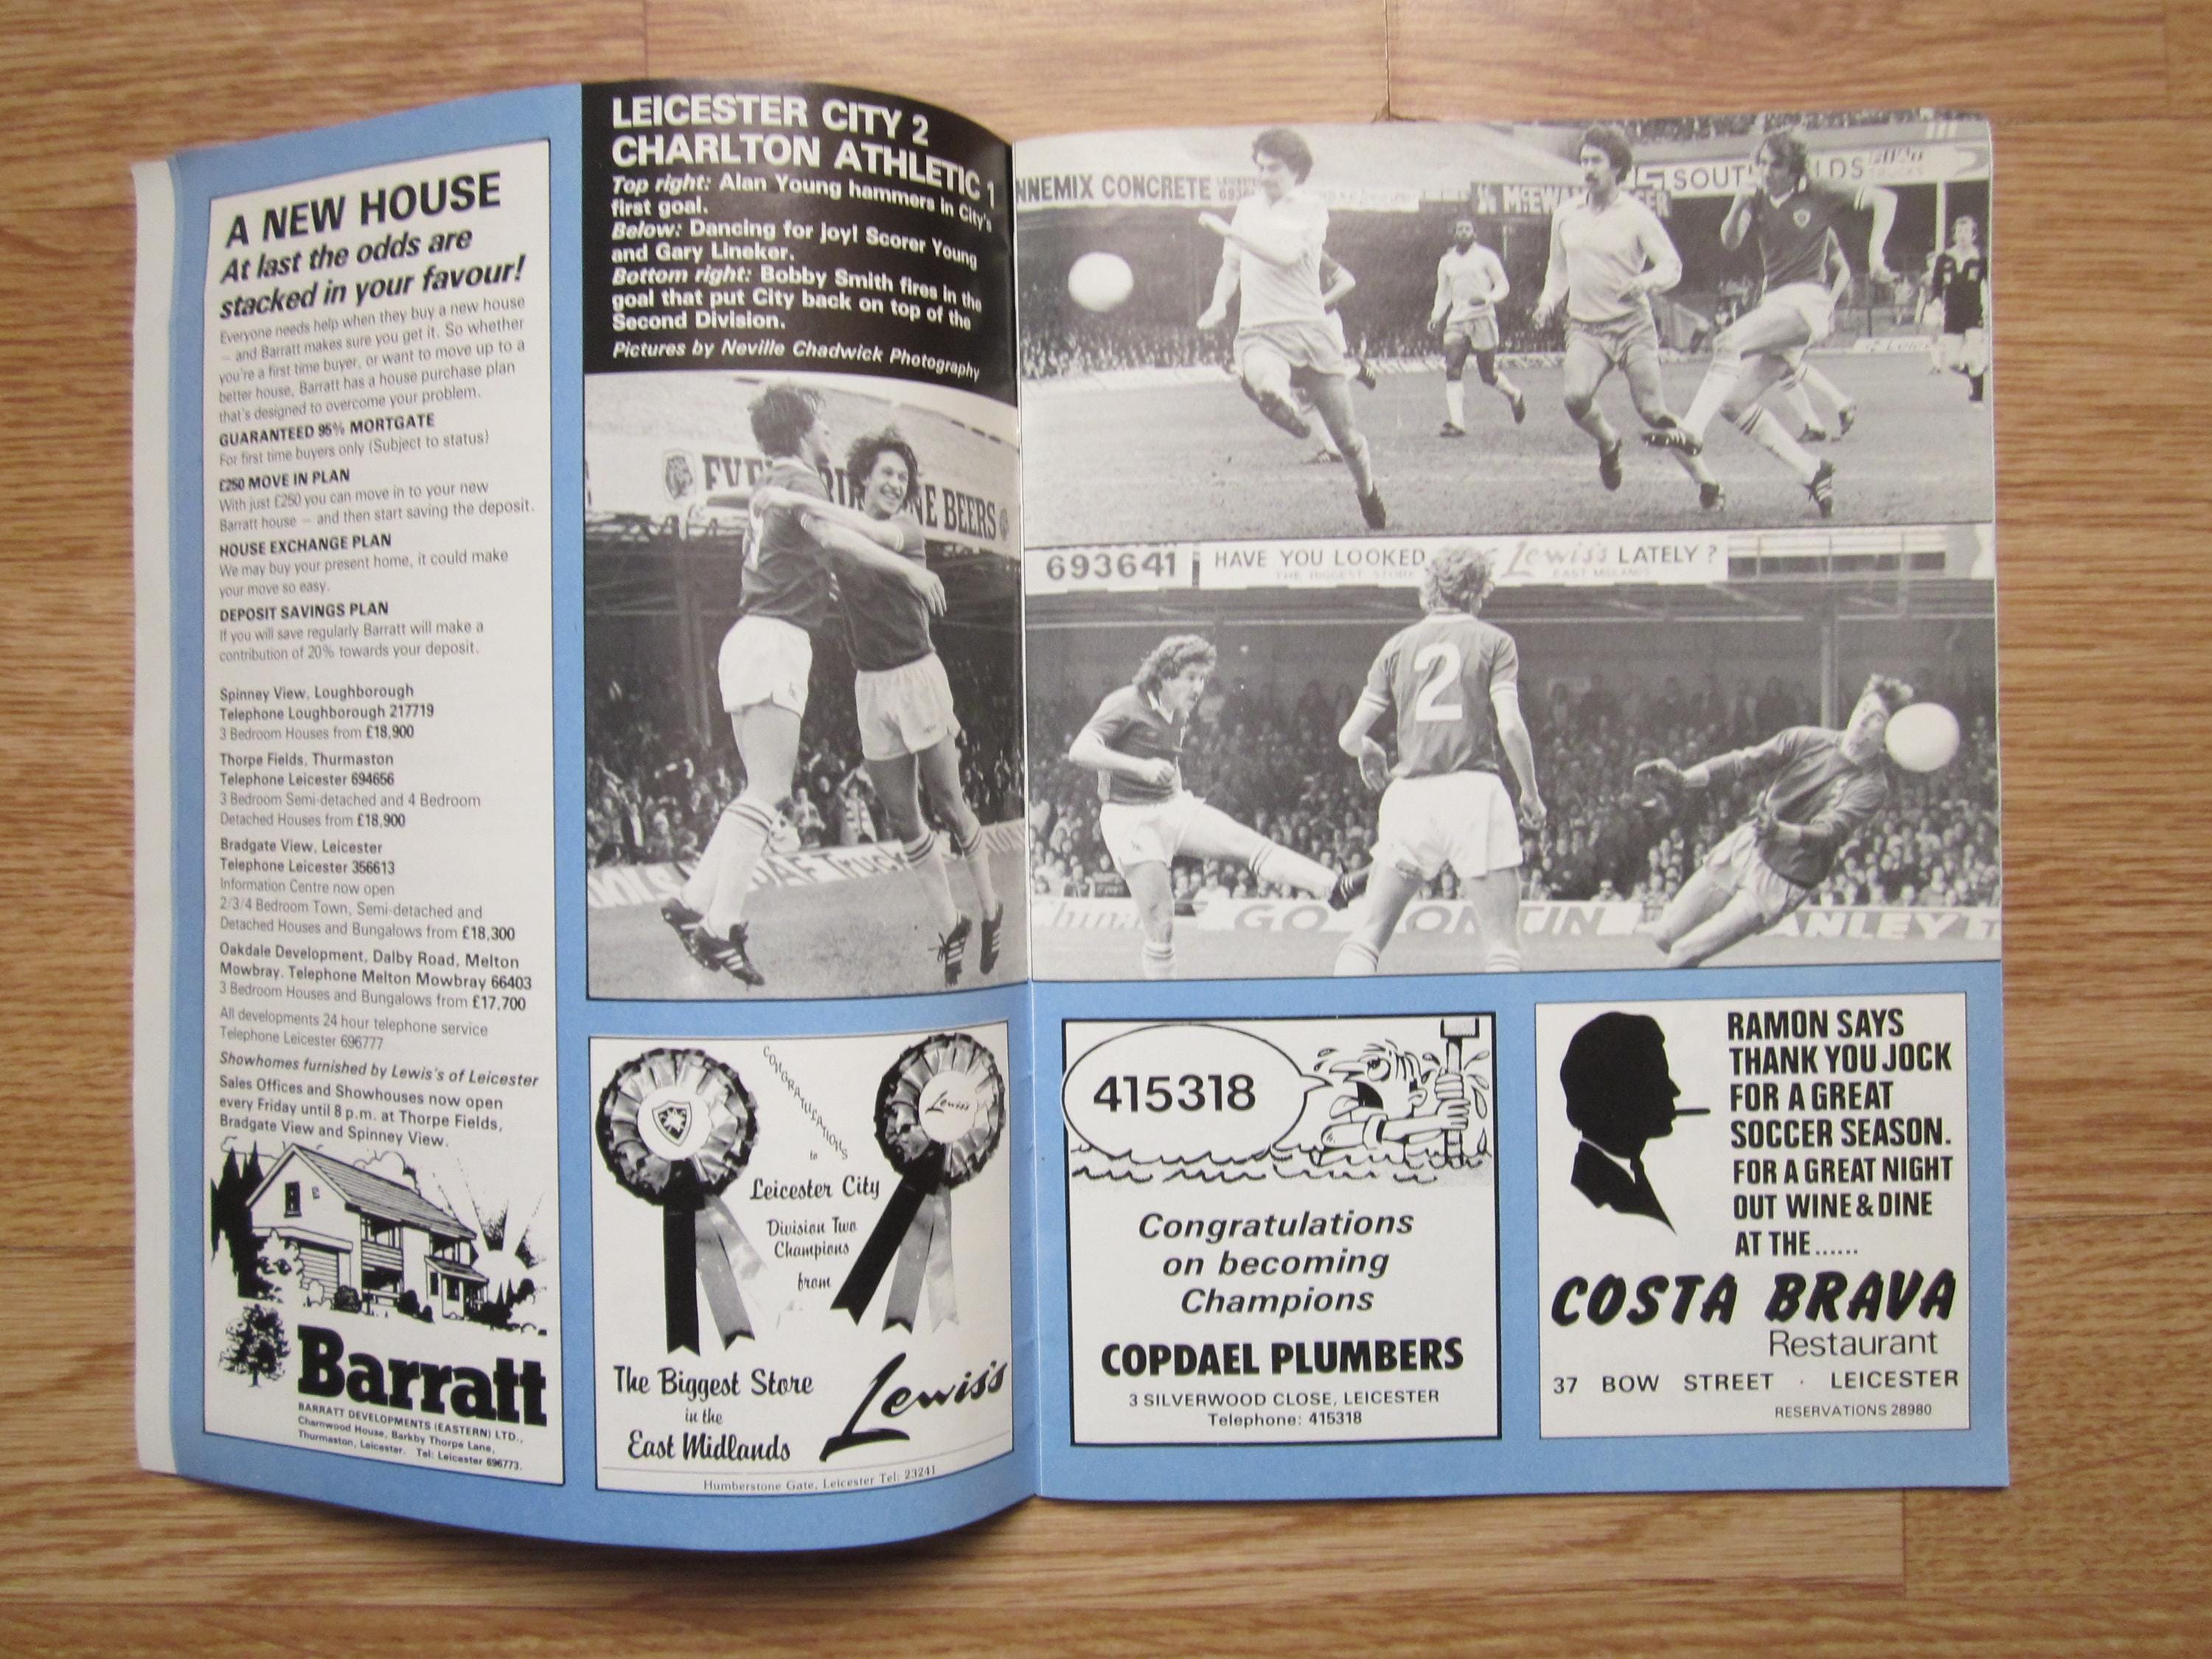 A NEW HOUSE
At last the odds are
stacked in your favour!
Everyone needs help when they buy a new house
— and Barratt makes sure you get it. So whether
you're a first time buyer, or want to move up to a
better house, Barratt has a house purchase plan
that's designed to overcome your problem.
GUARANTEED 95% MORTGATE
For first time buyers only (Subject to status)
£250 MOVE IN PLAN
With just £250 you can move in to your new
Barratt house — and then start saving the deposit.
HOUSE EXCHANGE PLAN
We may buy your present home, it could make
your move so easy.
DEPOSIT SAVINGS PLAN
If you will save regularly Barratt will make a
contribution of 20% towards your deposit.
Spinney View, Loughborough
Telephone Loughborough 217719
3 Bedroom Houses from £18,900
Thorpe Fields, Thurmaston
Telephone Leicester 694656
3 Bedroom Semi-detached and 4 Bedroom
Detached Houses from £18,900
Bradgate View, Leicester
Telephone Leicester 356613
Information Centre now open
2/3/4 Bedroom Town, Semi-detached and
Detached Houses and Bungalows from £18,300
Oakdale Development, Dalby Road, Melton
Mowbray. Telephone Melton Mowbray 66403
3 Bedroom Houses and Bungalows from £17,700
All developments 24 hour telephone service
Telephone Leicester 696777
Showhomes furnished by Lewis's of Leicester
Sales Offices and Showhouses now open
every Friday until 8 p.m. at Thorpe Fields,
Bradgate View and Spinney View.
Barratt
BARRATT DEVELOPMENTS (EASTERN) LTD.,
Charnwood House, Barkby Thorpe Lane,
Thurmaston, Leicester. Tel: Leicester 696773.
LEICESTER CITY 2
CHARLTON ATHLETIC 1
Top right: Alan Young hammers in City's
first goal.
Below: Dancing for joy! Scorer Young
and Gary Lineker.
Bottom right: Bobby Smith fires in the
goal that put City back on top of the
Second Division.
Pictures by Neville Chadwick Photography
NE BEERS
DAF Truck
CONGRATULATIONS
to
Leicester City
Division Two
Champions
from
Lewis's
The Biggest Store
in the
East Midlands
Lewis's
Humberstone Gate, Leicester Tel: 23241
NNEMIX CONCRETE
693641
HAVE YOU LOOKED Lewis's LATELY ?
THE BIGGEST STORE EAST MIDLANDS
2
415318
Congratulations
on becoming
Champions
COPDAEL PLUMBERS
3 SILVERWOOD CLOSE, LEICESTER
Telephone: 415318
RAMON SAYS
THANK YOU JOCK
FOR A GREAT
SOCCER SEASON.
FOR A GREAT NIGHT
OUT WINE & DINE
AT THE ......
COSTA BRAVA
Restaurant
37 BOW STREET · LEICESTER
RESERVATIONS 28980